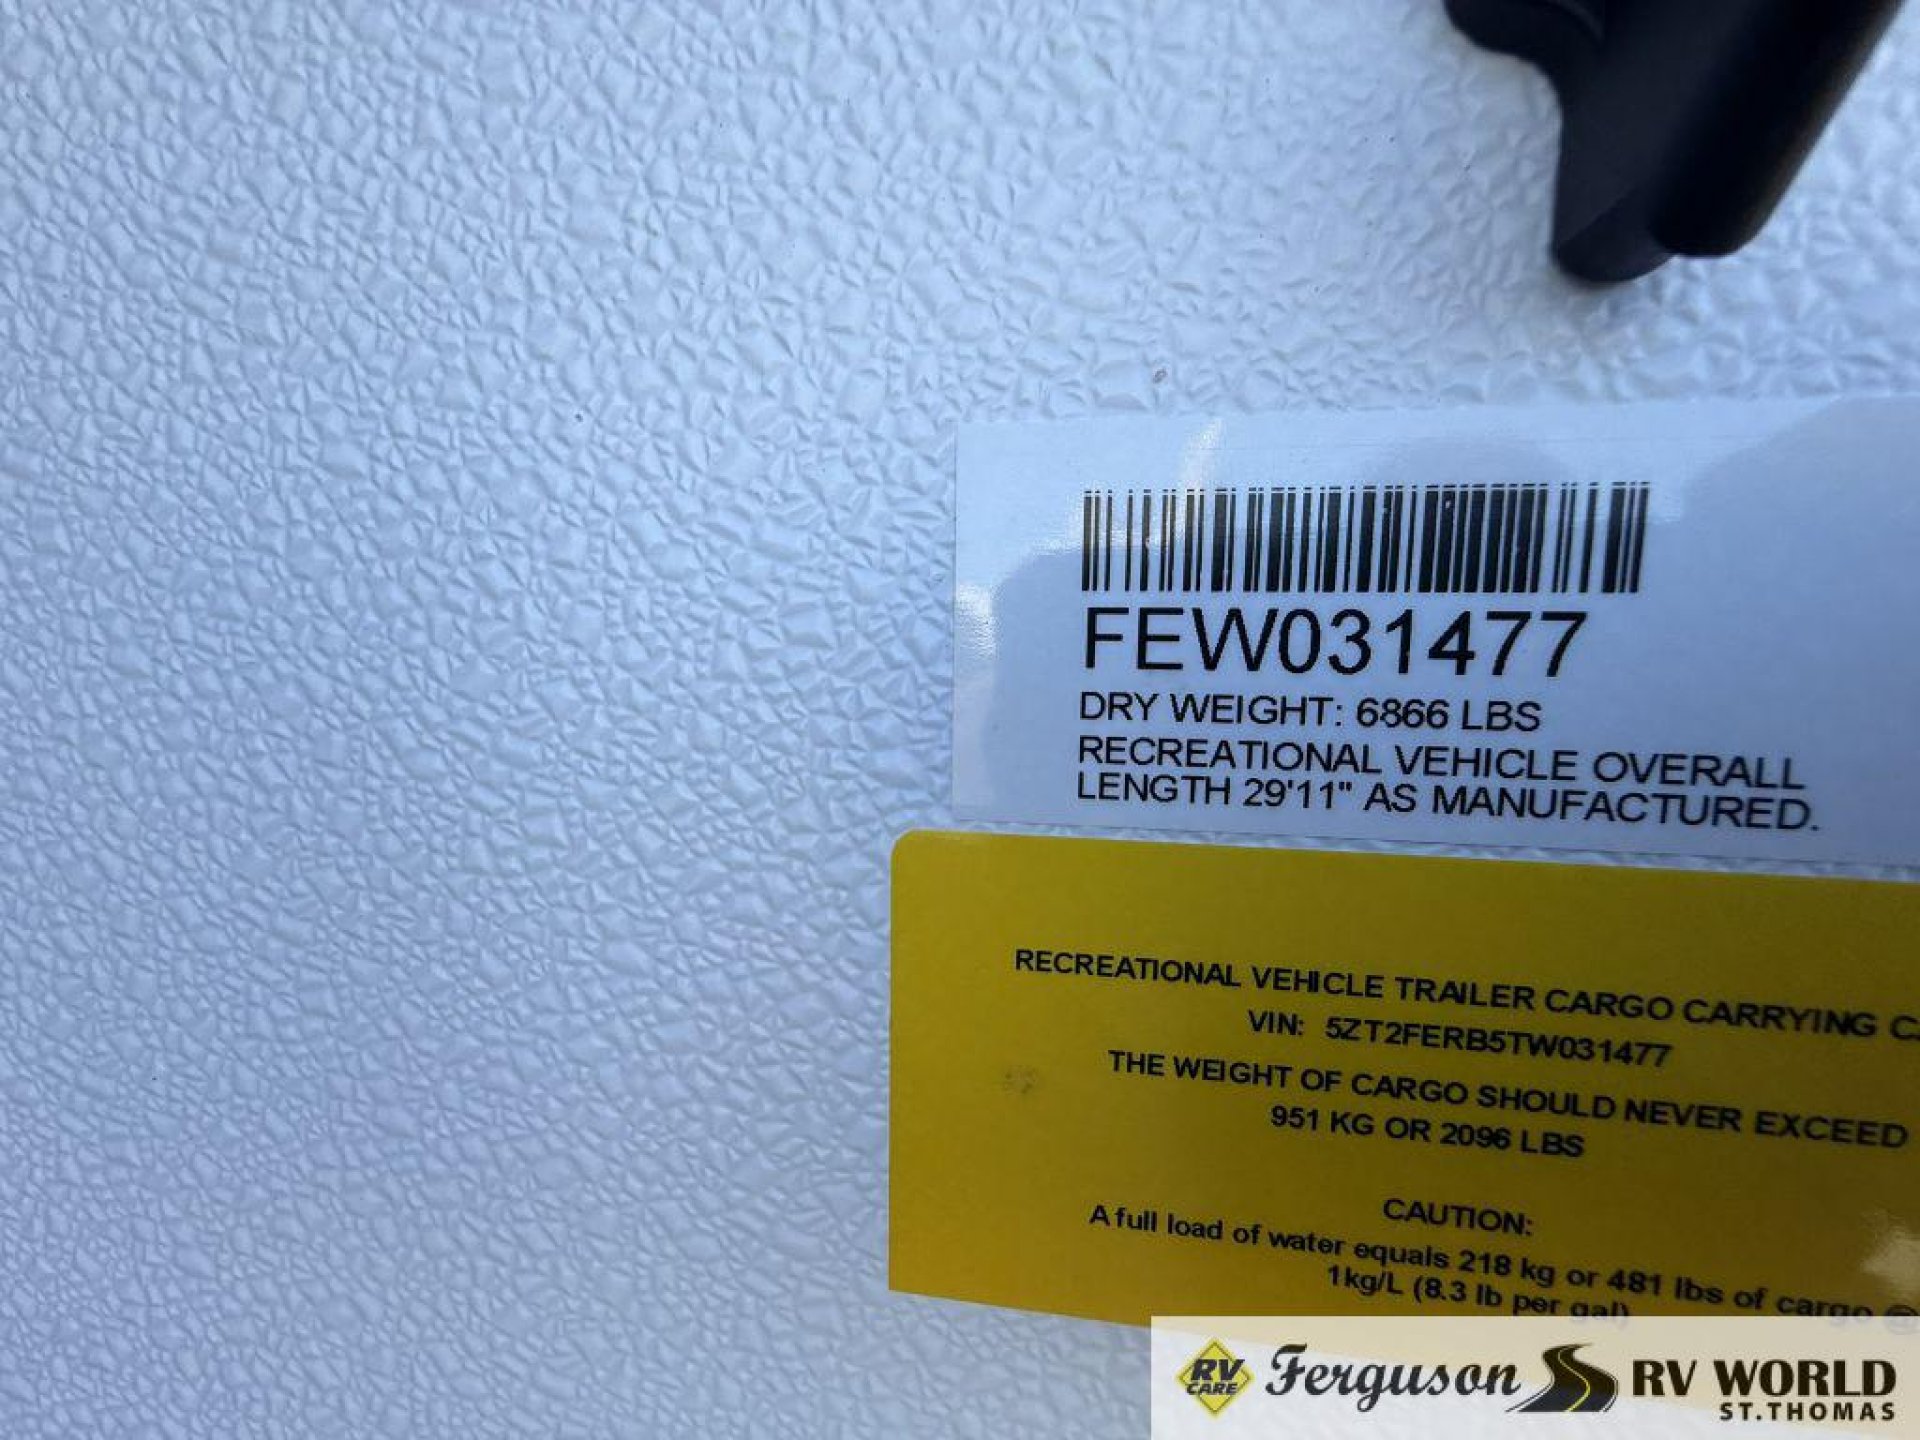 FEW031477
DRY WEIGHT: 6866 LBS
RECREATIONAL VEHICLE OVERALL
LENGTH 29'11" AS MANUFACTURED.
RECREATIONAL VEHICLE TRAILER CARGO CARRYING
VIN: 5ZT2FERB5TW031477
THE WEIGHT OF CARGO SHOULD NEVER EXCEED
951 KG OR 2096 LBS
CAUTION:
A full load of water equals 218 kg or 481 lbs of cargo @
1kg/L (8.3 lb per gal)
RV CARE
Ferguson RV WORLD
ST.THOMAS